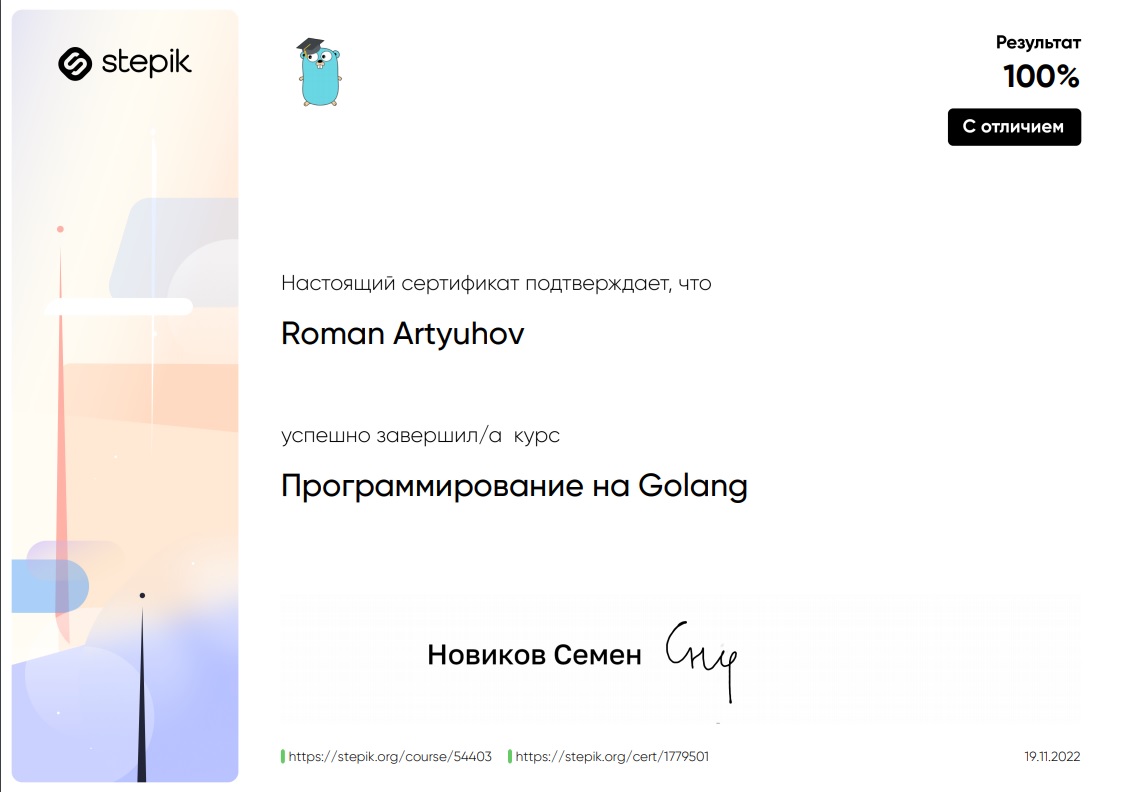 stepik
Результат
100%
С отличием
Настоящий сертификат подтверждает, что
Roman Artyuhov
успешно завершил/а курс
Программирование на Golang
Новиков Семен
https://stepik.org/course/54403 https://stepik.org/cert/1779501 19.11.2022